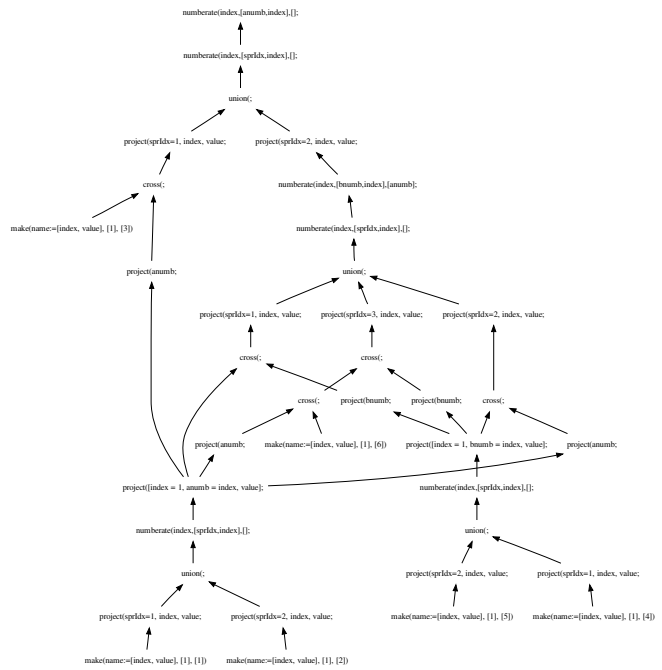 numberate(index,[anumb,index],[];
numberate(index,[sprIdx,index],[];
union(;
project(sprIdx=1, index, value; project(sprIdx=2, index, value;
cross(; numberate(index,[bnumb,index],[anumb];
make(name:=[index, value], [1], [3]) numberate(index,[sprIdx,index],[];
project(anumb; union(;
project(sprIdx=1, index, value; project(sprIdx=3, index, value; project(sprIdx=2, index, value;
cross(; cross(;
cross(; project(bnumb; project(bnumb; cross(;
project(anumb; make(name:=[index, value], [1], [6]) project([index = 1, bnumb = index, value]; project(anumb;
project([index = 1, anumb = index, value]; numberate(index,[sprIdx,index],[];
numberate(index,[sprIdx,index],[]; union(;
union(; project(sprIdx=2, index, value; project(sprIdx=1, index, value;
project(sprIdx=1, index, value; project(sprIdx=2, index, value; make(name:=[index, value], [1], [5]) make(name:=[index, value], [1], [4])
make(name:=[index, value], [1], [1]) make(name:=[index, value], [1], [2])